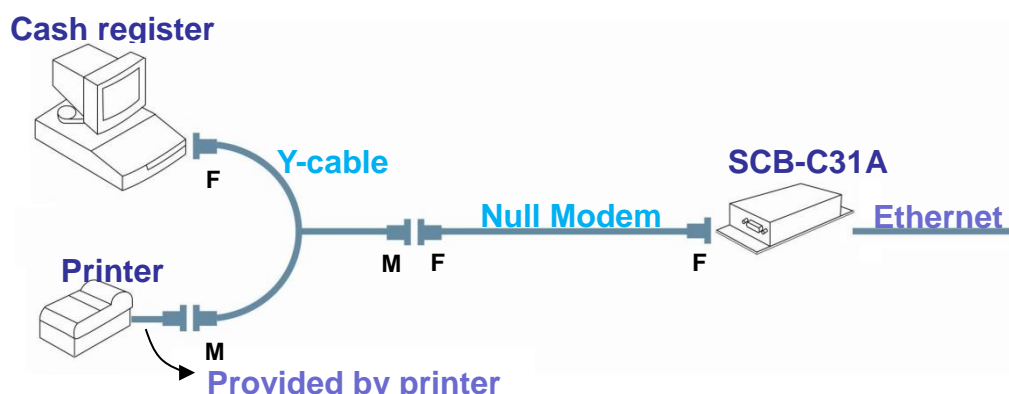 Cash register
F
Y-cable
SCB-C31A
Null Modem
Ethernet
M
F
F
Printer
M
Provided by printer